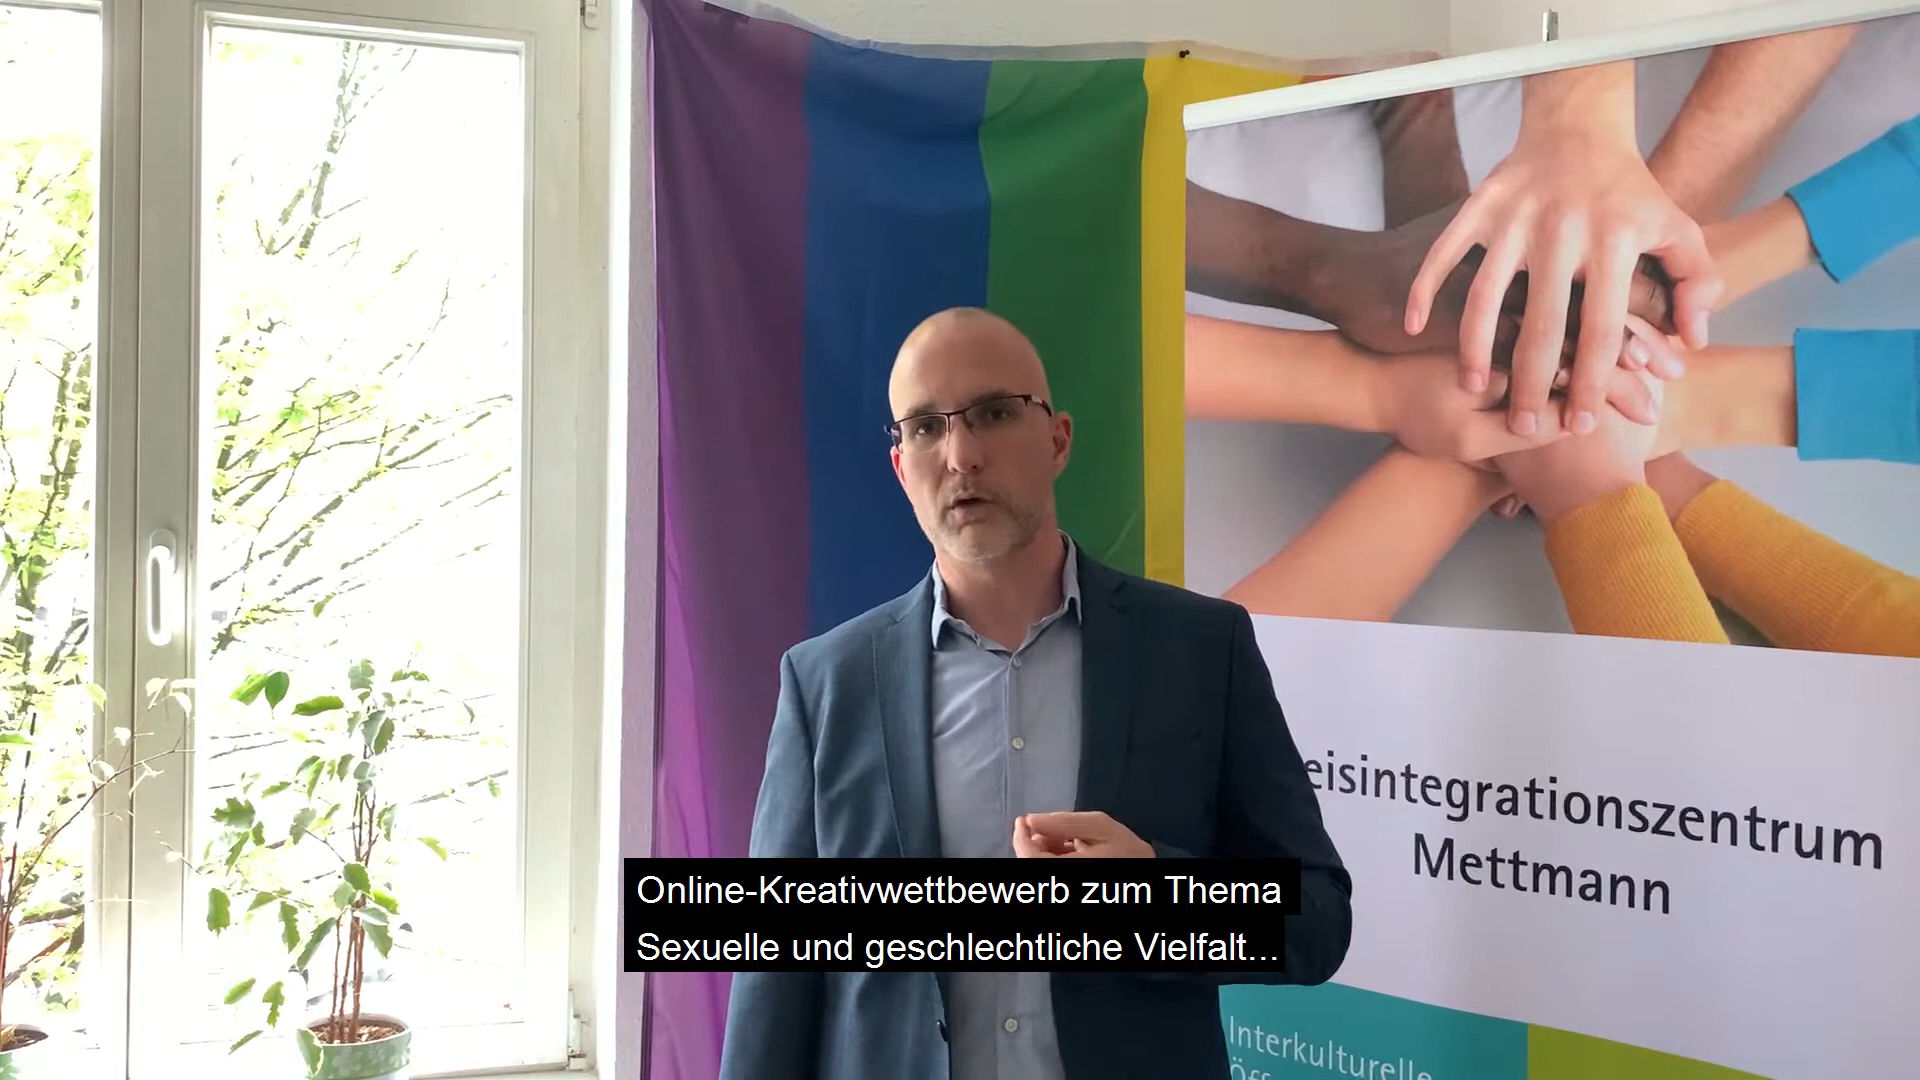 eisintegrationszentrum
Mettmann
Online-Kreativwettbewerb zum Thema
Sexuelle und geschlechtliche Vielfalt...
Interkulturelle